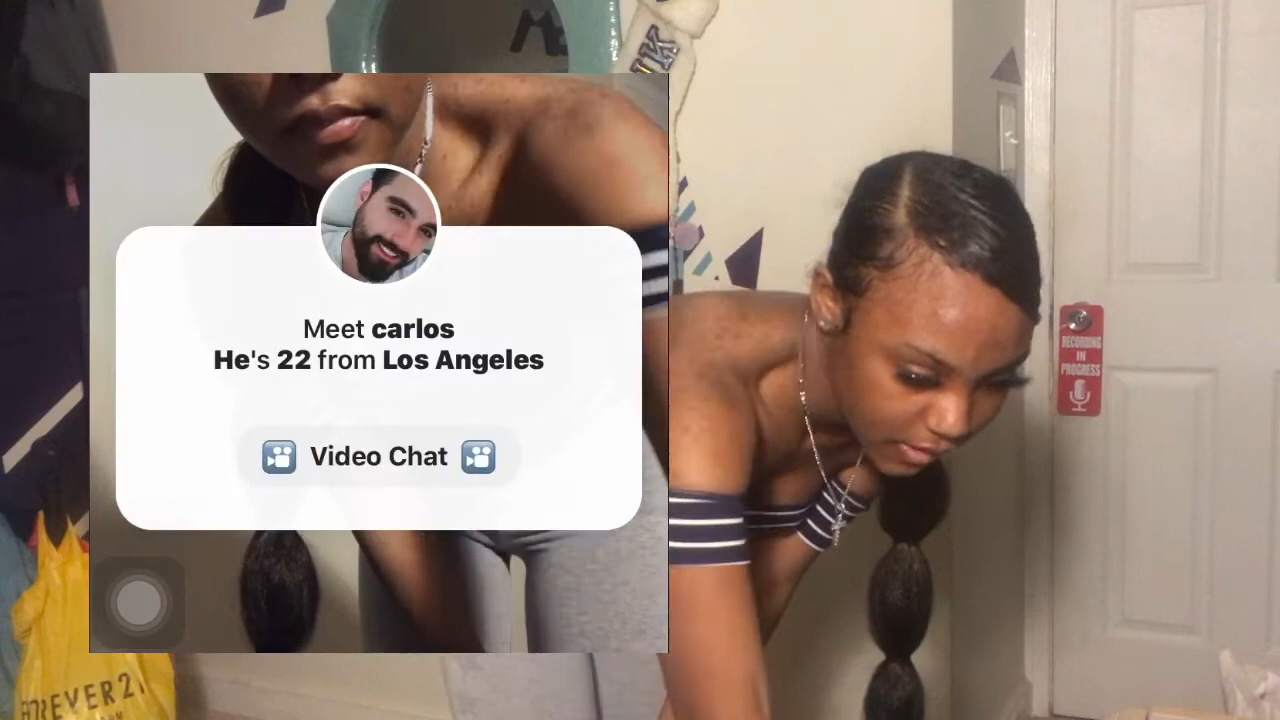 Meet carlos
He's 22 from Los Angeles
Video Chat
RECORDING
IN
PROGRESS
FOREVER 21